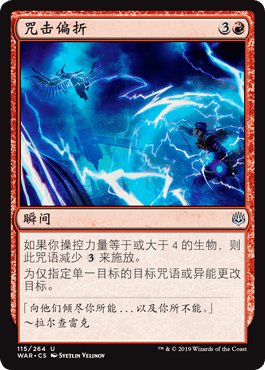 咒击偏折 3
瞬间
如果你操控力量等于或大于 4 的生物，则
此咒语减少 3 来施放。
为仅指定单一目标的目标咒语或异能更改
目标。
「向他们倾尽你所能...以及你所不能。」
～拉尔查雷克
115/264 U
WAR • CS SVETLIN VELINOV
™ & © 2019 Wizards of the Coast